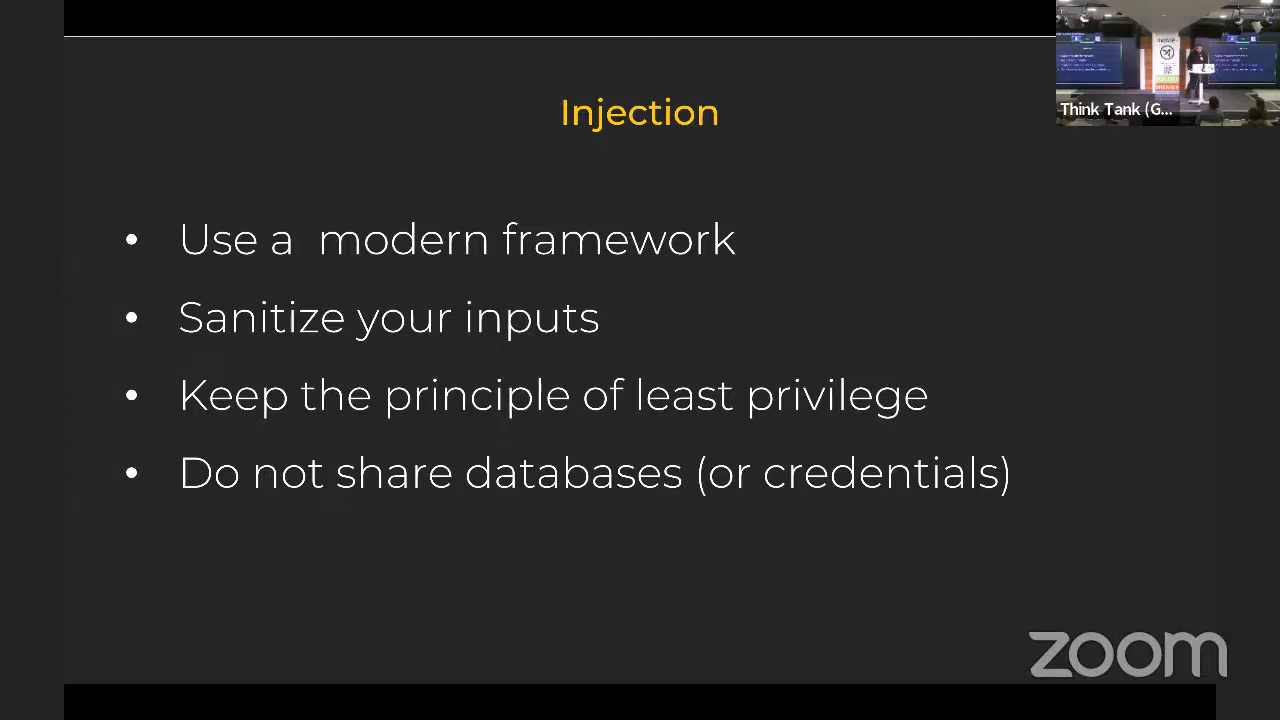 Injection
Think Tank (G...
• Use a modern framework
• Sanitize your inputs
• Keep the principle of least privilege
• Do not share databases (or credentials)
zoom